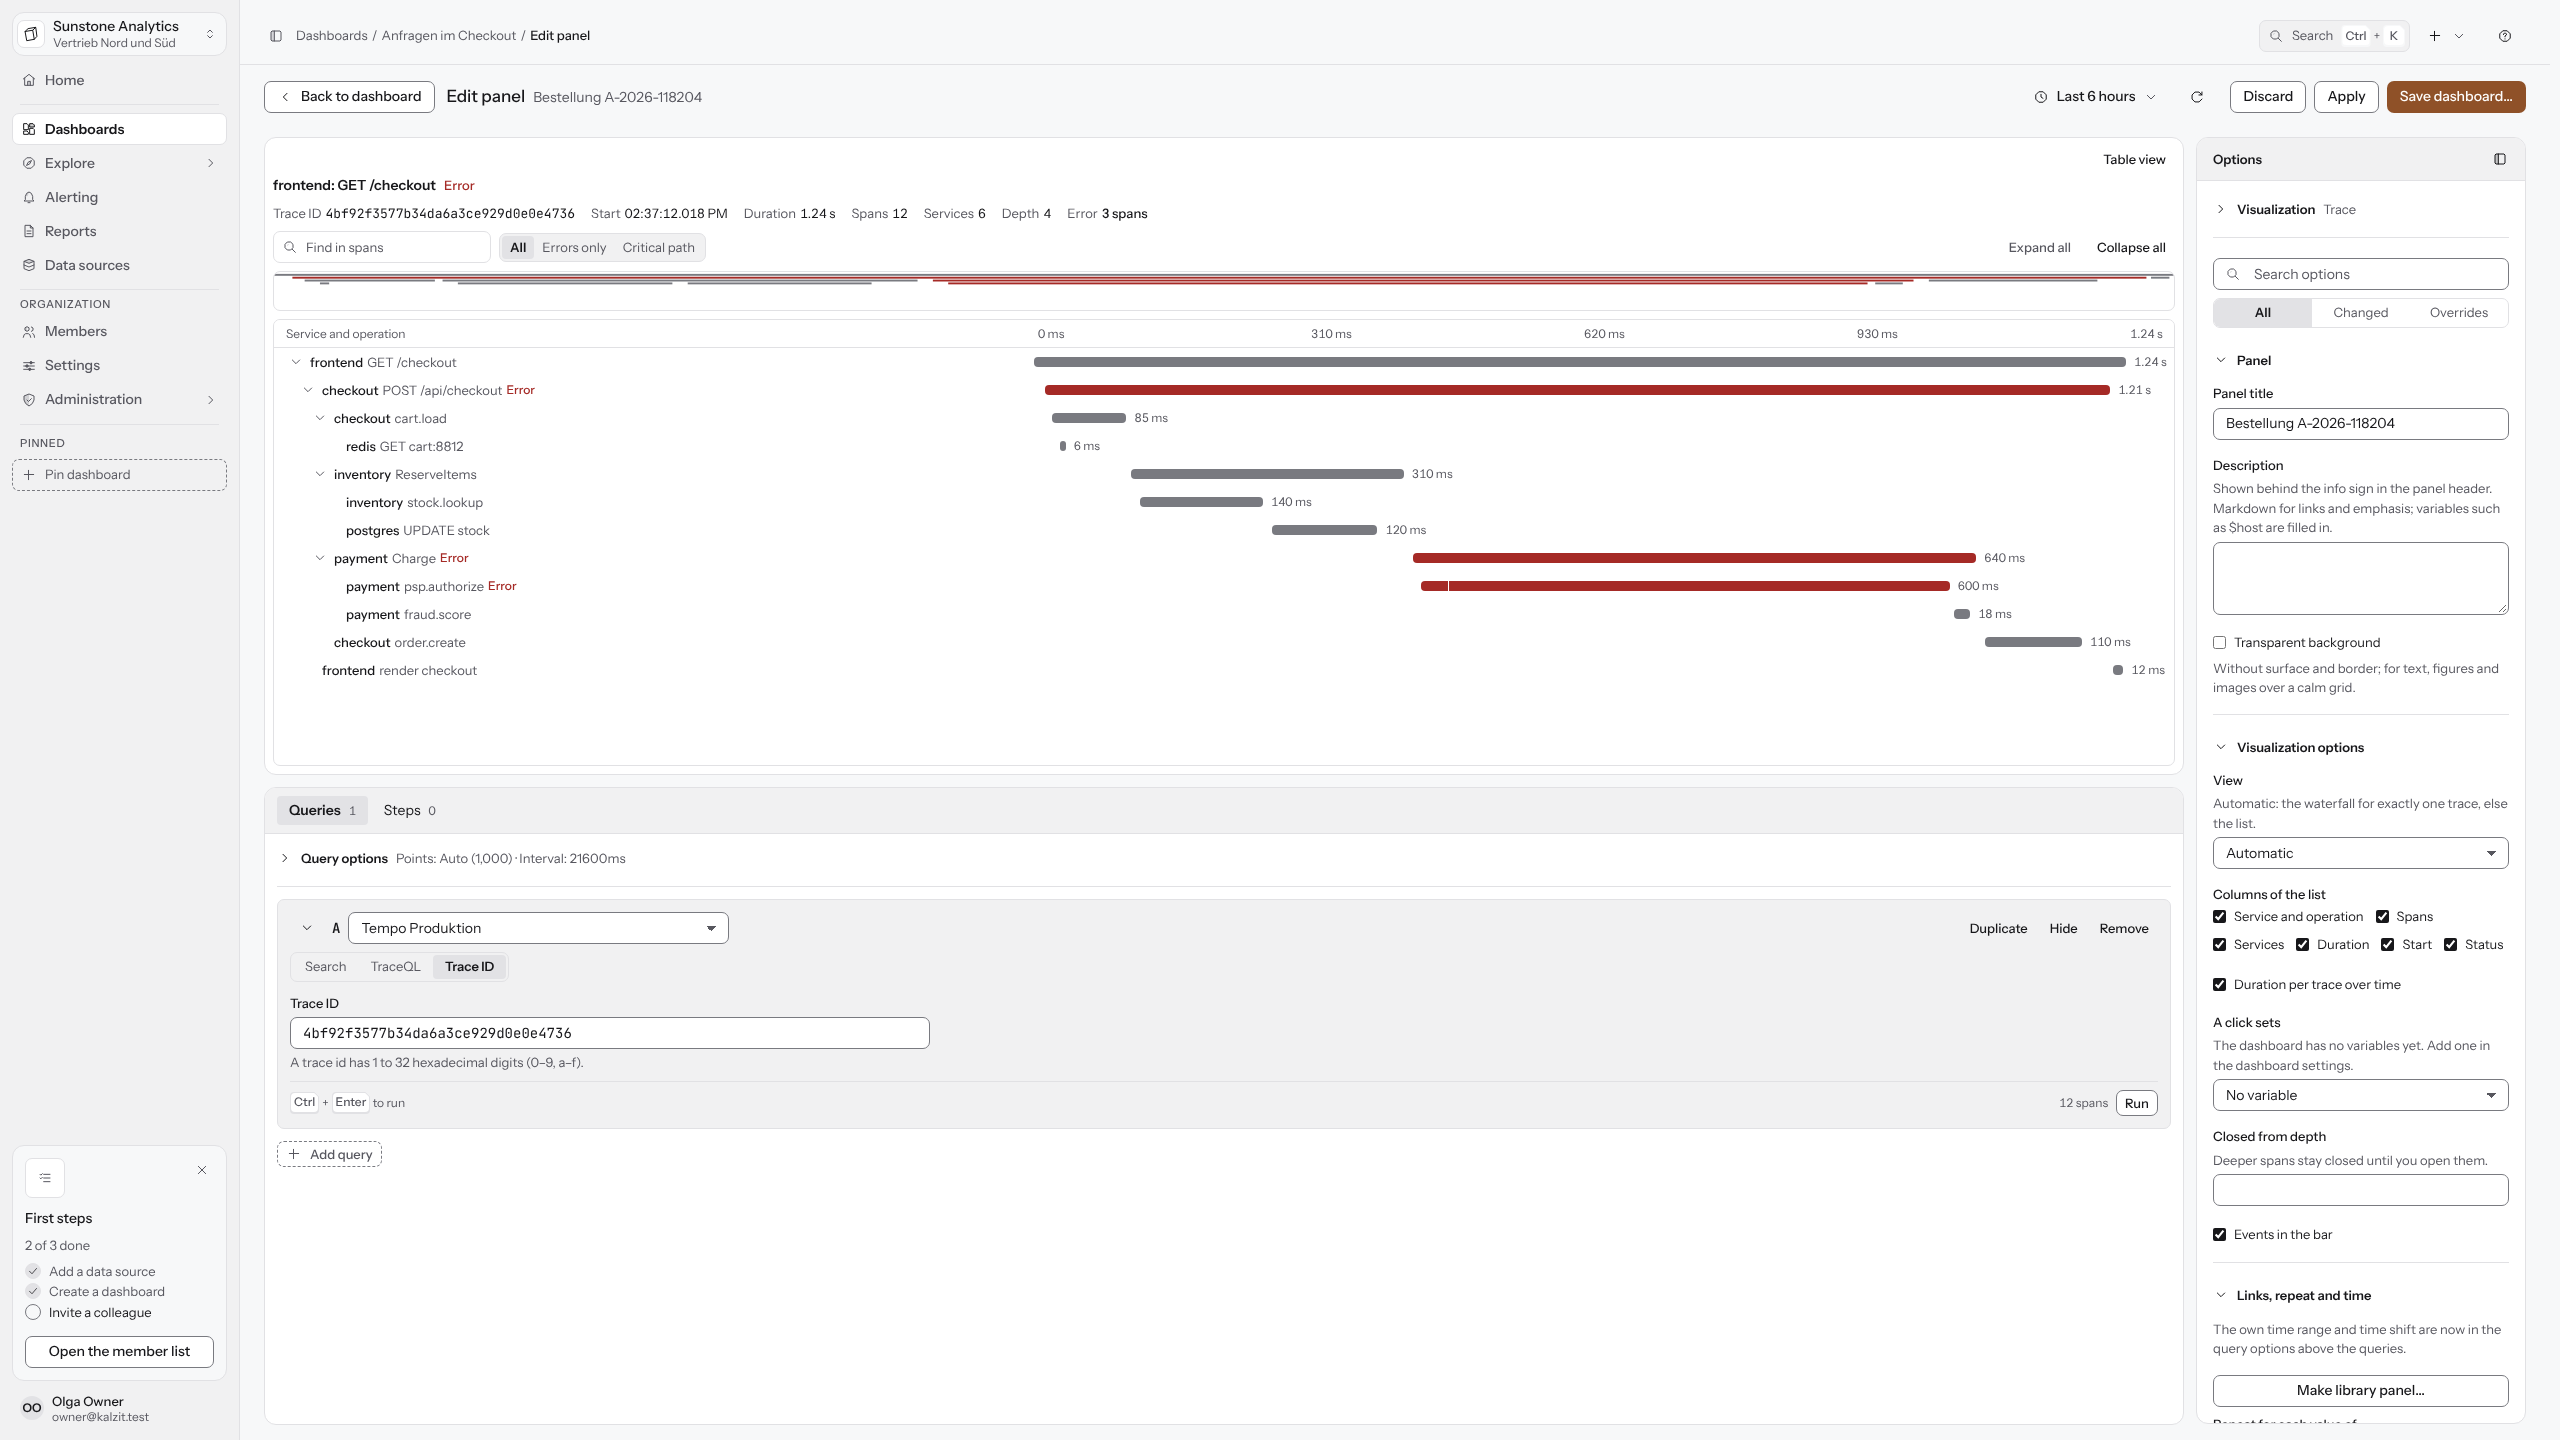 Sunstone Analytics
Vertrieb Nord und Süd
Home
Dashboards
Explore
Alerting
Reports
Data sources
ORGANIZATION
Members
Settings
Administration
PINNED
Pin dashboard
First steps
2 of 3 done
Add a data source
Create a dashboard
Invite a colleague
Open the member list
OO
Olga Owner
owner@kalzit.test
Dashboards / Anfragen im Checkout / Edit panel
Search Ctrl + K
Back to dashboard
Edit panel Bestellung A-2026-118204
Last 6 hours
Discard
Apply
Save dashboard...
Table view
frontend: GET /checkout Error
Trace ID 4bf92f3577b34da6a3ce929d0e0e4736 Start 02:37:12.018 PM Duration 1.24 s Spans 12 Services 6 Depth 4 Error 3 spans
Find in spans
All Errors only Critical path
Expand all Collapse all
Service and operation 0 ms 310 ms 620 ms 930 ms 1.24 s
frontend GET /checkout 1.24 s
checkout POST /api/checkout Error 1.21 s
checkout cart.load 85 ms
redis GET cart:8812 6 ms
inventory ReserveItems 310 ms
inventory stock.lookup 140 ms
postgres UPDATE stock 120 ms
payment Charge Error 640 ms
payment psp.authorize Error 600 ms
payment fraud.score 18 ms
checkout order.create 110 ms
frontend render checkout 12 ms
Queries 1 Steps 0
Query options Points: Auto (1,000) · Interval: 21600ms
A Tempo Produktion
Duplicate Hide Remove
Search TraceQL Trace ID
Trace ID
4bf92f3577b34da6a3ce929d0e0e4736
A trace id has 1 to 32 hexadecimal digits (0–9, a–f).
Ctrl + Enter to run
12 spans Run
Add query
Options
Visualization Trace
Search options
All Changed Overrides
Panel
Panel title
Bestellung A-2026-118204
Description
Shown behind the info sign in the panel header.
Markdown for links and emphasis; variables such
as $host are filled in.
Transparent background
Without surface and border; for text, figures and
images over a calm grid.
Visualization options
View
Automatic: the waterfall for exactly one trace, else
the list.
Automatic
Columns of the list
Service and operation Spans
Services Duration Start Status
Duration per trace over time
A click sets
The dashboard has no variables yet. Add one in
the dashboard settings.
No variable
Closed from depth
Deeper spans stay closed until you open them.
Events in the bar
Links, repeat and time
The own time range and time shift are now in the
query options above the queries.
Make library panel...
Repeat for each value of